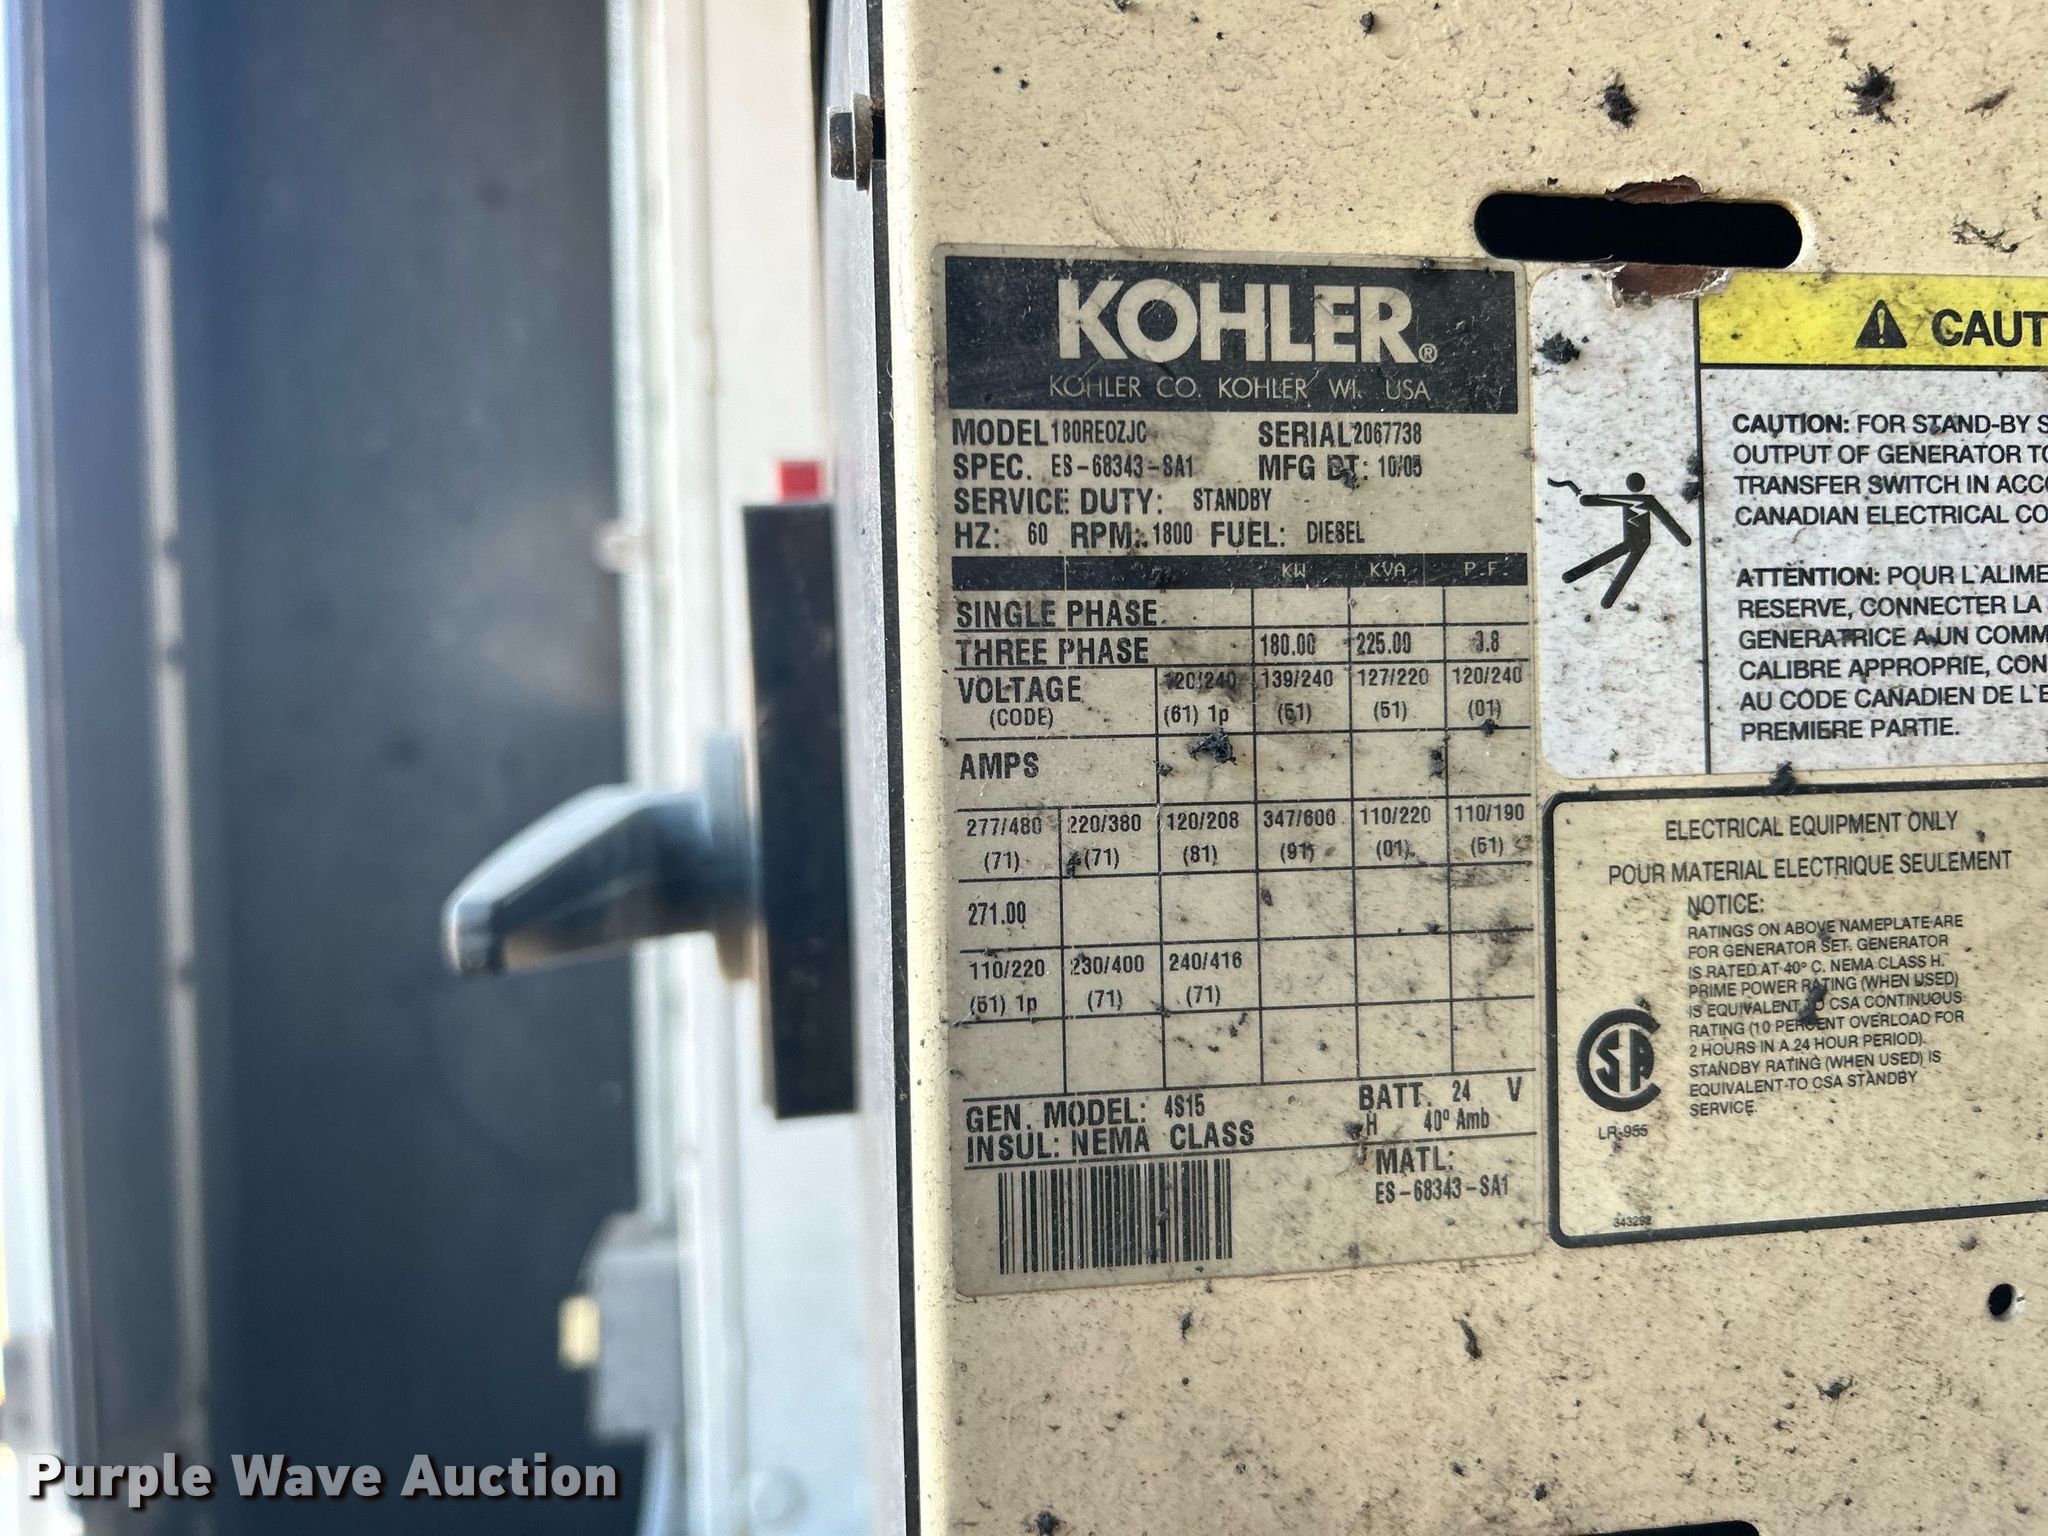 KOHLER®
KOHLER CO. KOHLER WI. USA
MODEL 180REOZJC SERIAL 2067738
SPEC. ES-68343-SA1 MFG DT: 10/05
SERVICE DUTY: STANDBY
HZ: 60 RPM: 1800 FUEL: DIESEL
KW KVA P.F.
SINGLE PHASE
THREE PHASE 180.00 225.00 0.8
VOLTAGE 120/240 139/240 127/220 120/240
(CODE) (61) 1p (51) (51) (01)
AMPS
277/480 220/380 120/208 347/600 110/220 110/190
(71) (71) (81) (91) (01) (51)
271.00
110/220 230/400 240/416
(61) 1p (71) (71)
GEN. MODEL: 4S15 BATT. 24 V
INSUL: NEMA CLASS H 40° Amb
MATL:
ES-68343-SA1
CAUT
CAUTION: FOR STAND-BY S
OUTPUT OF GENERATOR TO
TRANSFER SWITCH IN ACCO
CANADIAN ELECTRICAL CO
ATTENTION: POUR L`ALIME
RESERVE, CONNECTER LA
GENERATRICE A UN COMM
CALIBRE APPROPRIE, CON
AU CODE CANADIEN DE L`E
PREMIERE PARTIE.
ELECTRICAL EQUIPMENT ONLY
POUR MATERIAL ELECTRIQUE SEULEMENT
NOTICE:
RATINGS ON ABOVE NAMEPLATE ARE
FOR GENERATOR SET. GENERATOR
IS RATED AT 40° C. NEMA CLASS H.
PRIME POWER RATING (WHEN USED)
IS EQUIVALENT TO CSA CONTINUOUS
RATING (10 PERCENT OVERLOAD FOR
2 HOURS IN A 24 HOUR PERIOD).
STANDBY RATING (WHEN USED) IS
EQUIVALENT TO CSA STANDBY
SERVICE.
SA
LR-955
Purple Wave Auction